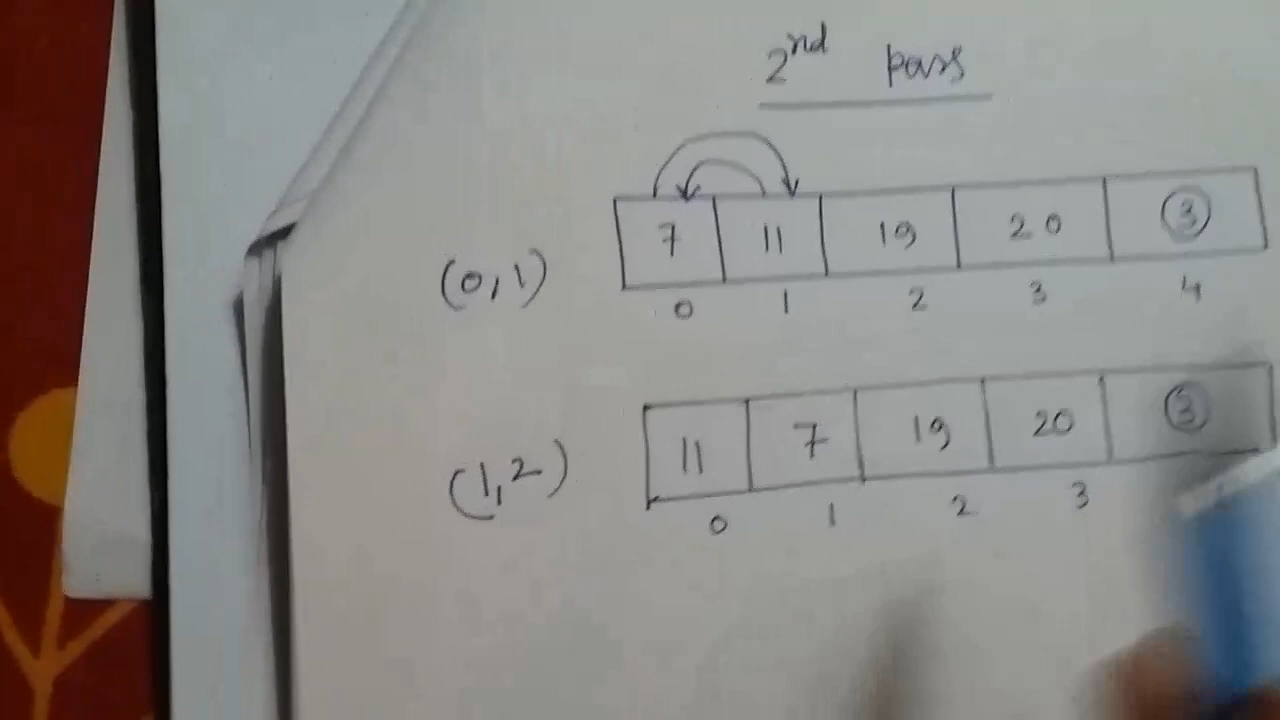 2nd pass
(0,1) 7 11 19 20 3
0 1 2 3 4
(1,2) 11 7 19 20 3
0 1 2 3